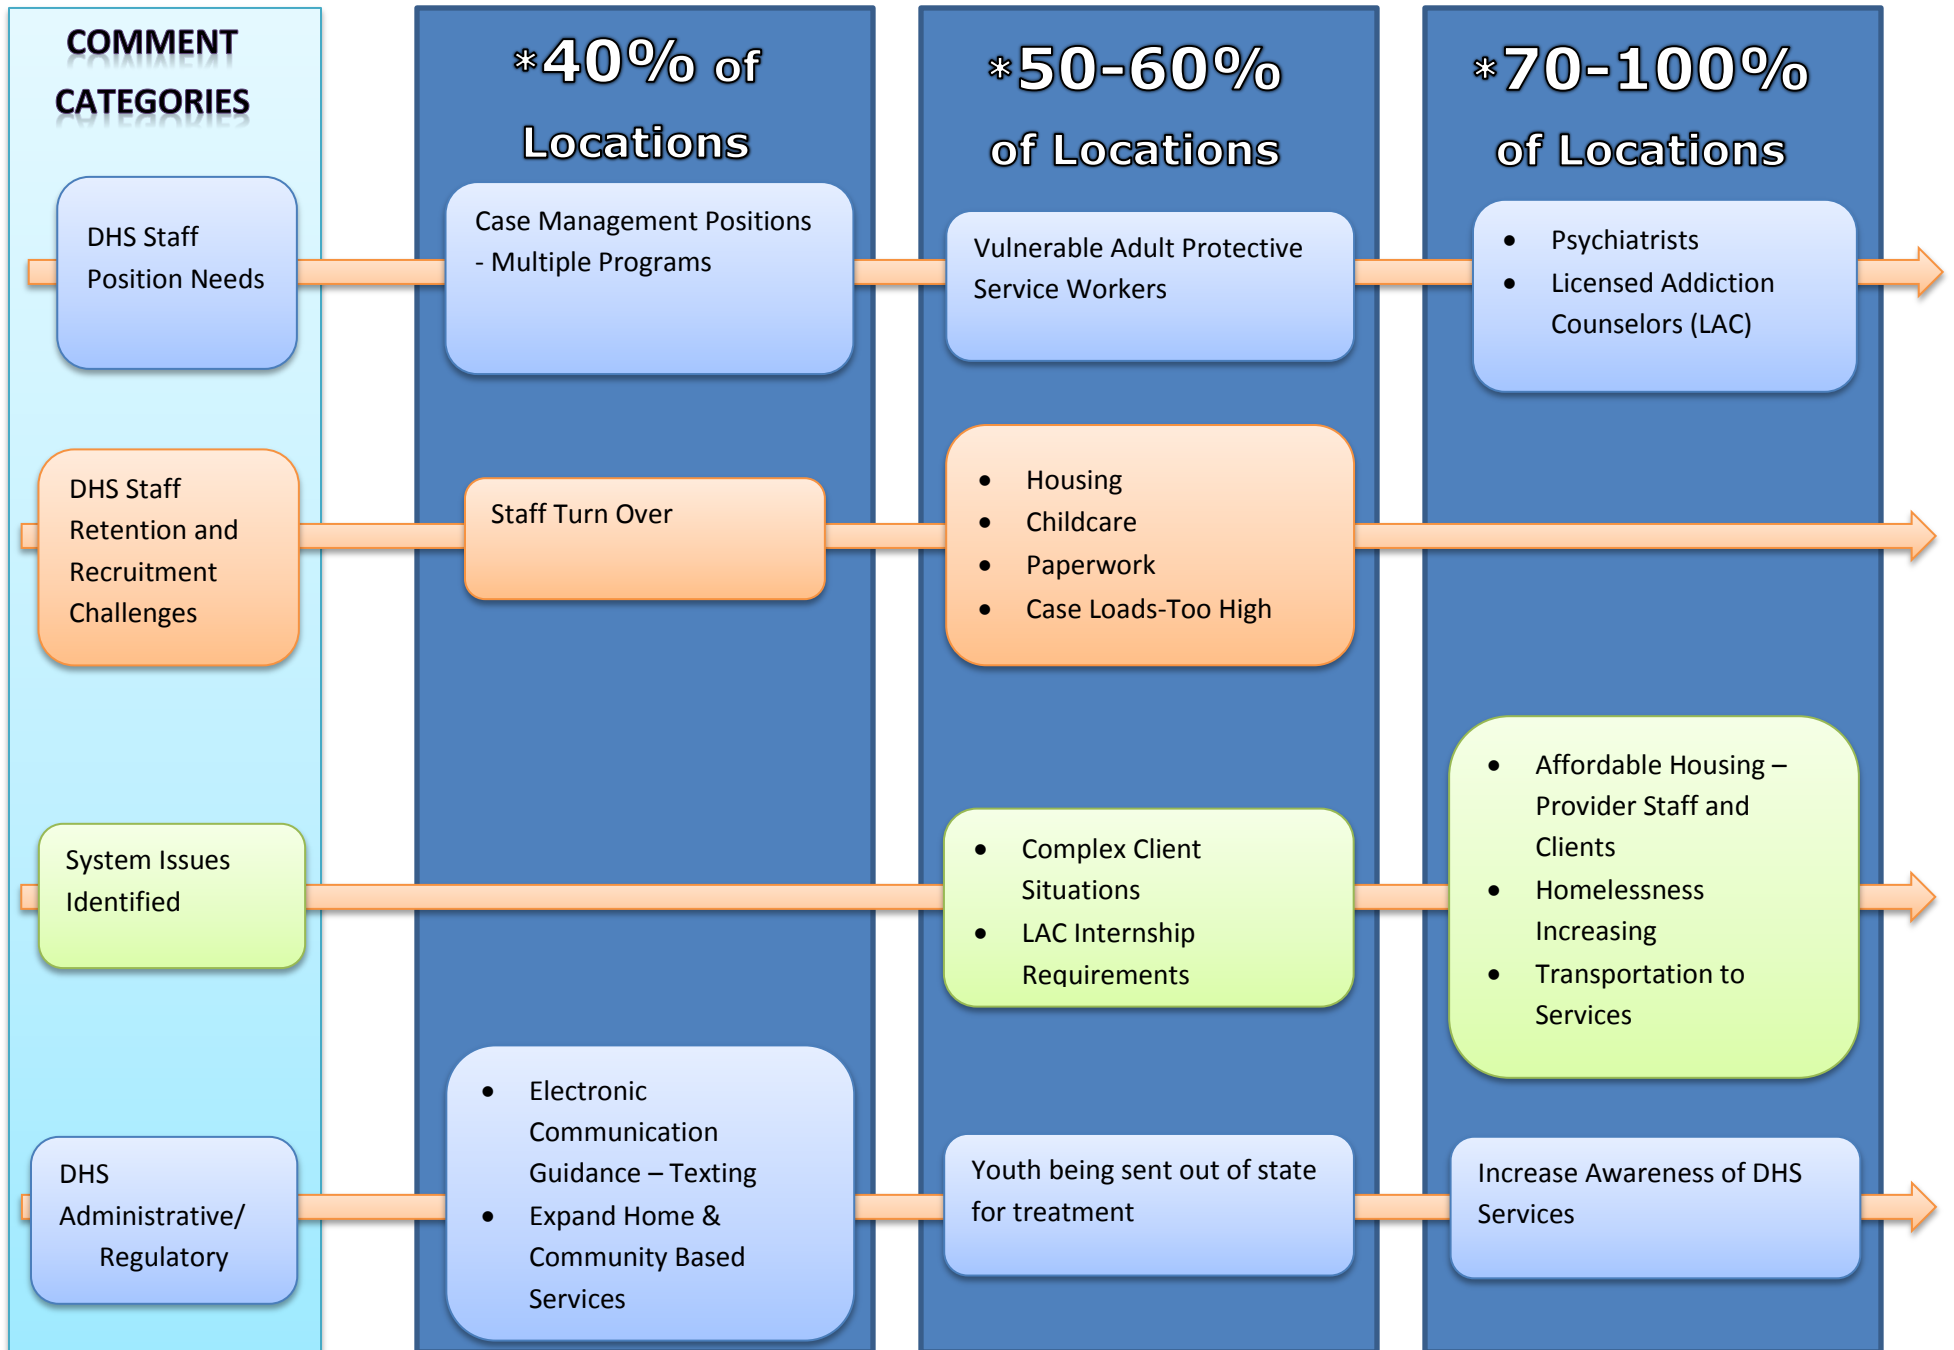 COMMENT
CATEGORIES
*40% of
Locations
*50-60%
of Locations
*70-100%
of Locations
DHS Staff
Position Needs
Case Management Positions
- Multiple Programs
Vulnerable Adult Protective
Service Workers
• Psychiatrists
• Licensed Addiction
Counselors (LAC)
DHS Staff
Retention and
Recruitment
Challenges
Staff Turn Over
• Housing
• Childcare
• Paperwork
• Case Loads-Too High
System Issues
Identified
• Complex Client
Situations
• LAC Internship
Requirements
• Affordable Housing –
Provider Staff and
Clients
• Homelessness
Increasing
• Transportation to
Services
DHS
Administrative/
Regulatory
• Electronic
Communication
Guidance – Texting
• Expand Home &
Community Based
Services
Youth being sent out of state
for treatment
Increase Awareness of DHS
Services